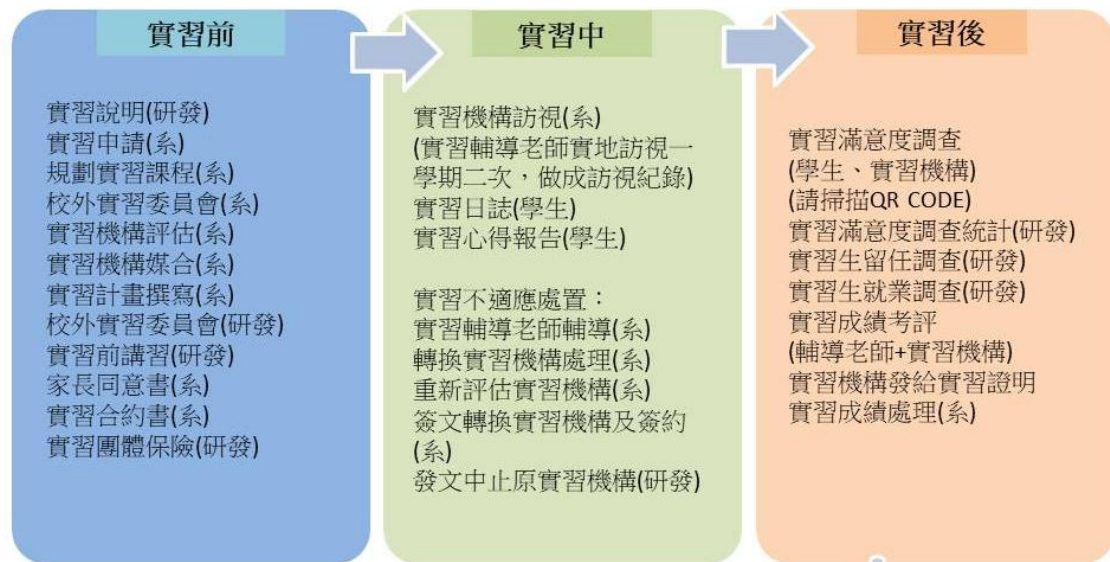 實習前
實習說明(研發)
實習申請(系)
規劃實習課程(系)
校外實習委員會(系)
實習機構評估(系)
實習機構媒合(系)
實習計畫撰寫(系)
校外實習委員會(研發)
實習前講習(研發)
家長同意書(系)
實習合約書(系)
實習團體保險(研發)
實習中
實習機構訪視(系)
(實習輔導老師實地訪視一
學期二次，做成訪視紀錄)
實習日誌(學生)
實習心得報告(學生)
實習不適應處置：
實習輔導老師輔導(系)
轉換實習機構處理(系)
重新評估實習機構(系)
簽文轉換實習機構及簽約
(系)
發文中止原實習機構(研發)
實習後
實習滿意度調查
(學生、實習機構)
(請掃描QR CODE)
實習滿意度調查統計(研發)
實習生留任調查(研發)
實習生就業調查(研發)
實習成績考評
(輔導老師+實習機構)
實習機構發給實習證明
實習成績處理(系)